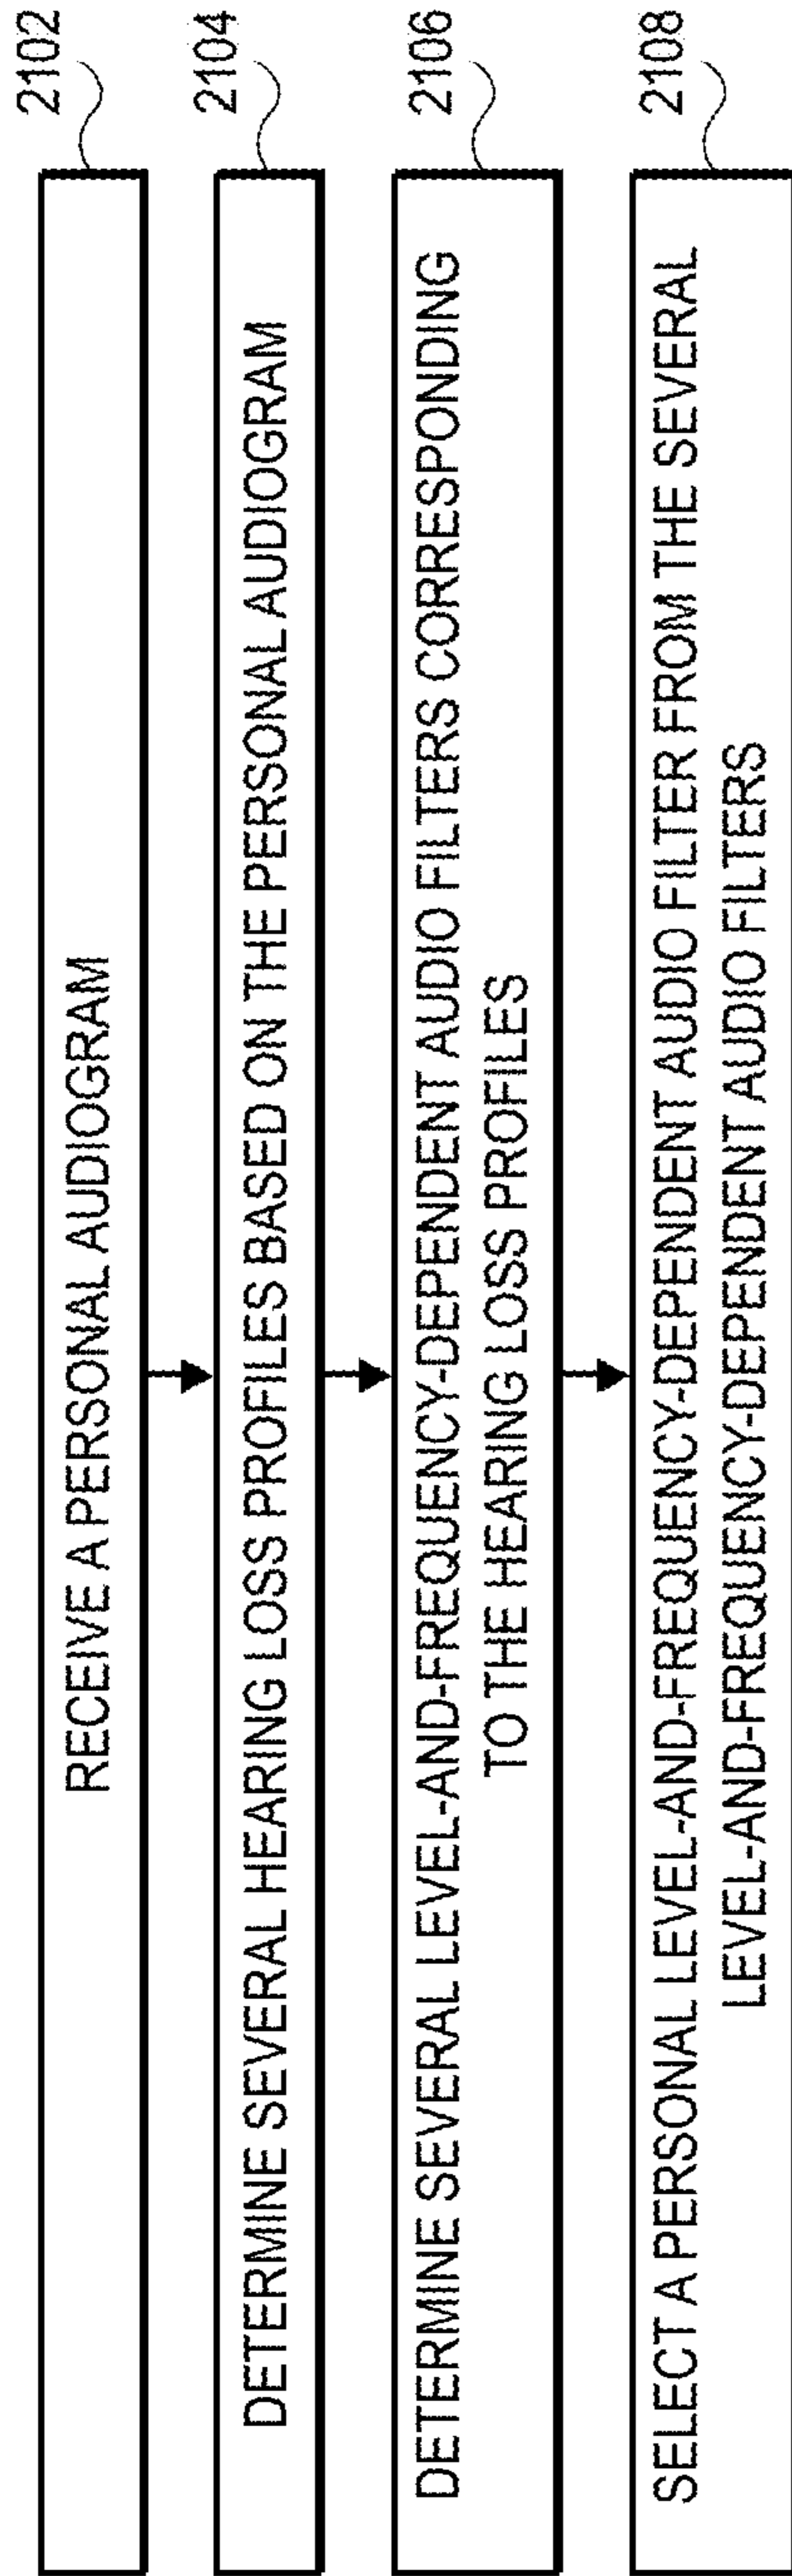 2102
RECEIVE A PERSONAL AUDIOGRAM
2104
DETERMINE SEVERAL HEARING LOSS PROFILES BASED ON THE PERSONAL AUDIOGRAM
2106
DETERMINE SEVERAL LEVEL-AND-FREQUENCY-DEPENDENT AUDIO FILTERS CORRESPONDING
TO THE HEARING LOSS PROFILES
2108
SELECT A PERSONAL LEVEL-AND-FREQUENCY-DEPENDENT AUDIO FILTER FROM THE SEVERAL
LEVEL-AND-FREQUENCY-DEPENDENT AUDIO FILTERS